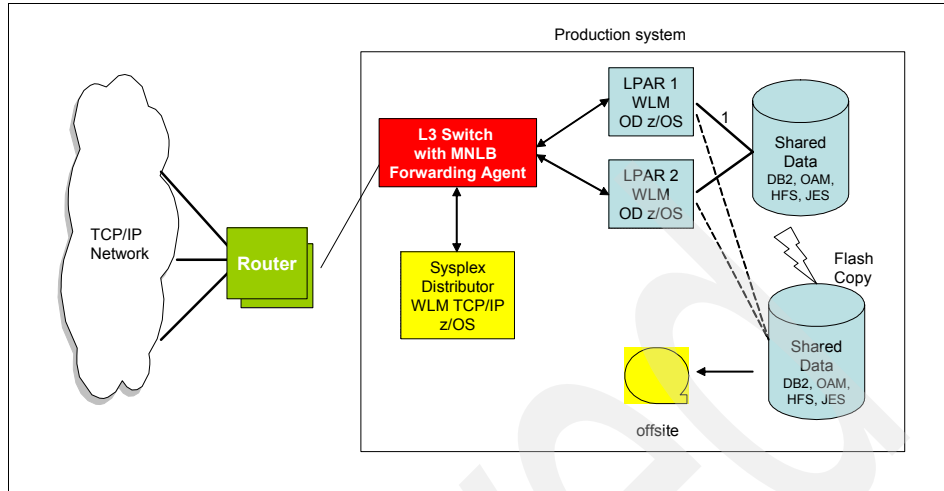 Production system
TCP/IP
Network
Router
L3 Switch
with MNLB
Forwarding Agent
Sysplex
Distributor
WLM TCP/IP
z/OS
LPAR 1
WLM
OD z/OS
LPAR 2
WLM
OD z/OS
1
Shared
Data
DB2, OAM,
HFS, JES
Flash
Copy
Shared
Data
DB2, OAM,
HFS, JES
offsite